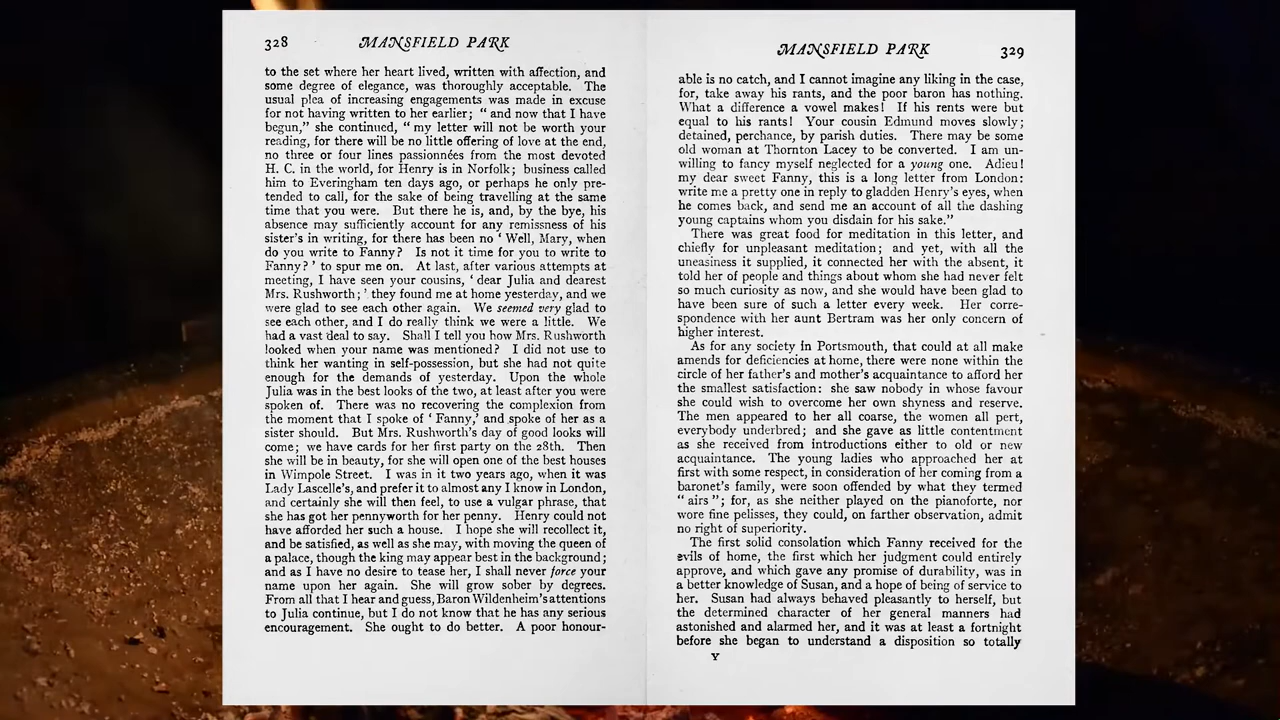 328 MANSFIELD PARK
to the set where her heart lived, written with affection, and
some degree of elegance, was thoroughly acceptable. The
usual plea of increasing engagements was made in excuse
for not having written to her earlier; “ and now that I have
begun,” she continued, “ my letter will not be worth your
reading, for there will be no little offering of love at the end,
no three or four lines passionnées from the most devoted
H. C. in the world, for Henry is in Norfolk; business called
him to Everingham ten days ago, or perhaps he only pre-
tended to call, for the sake of being travelling at the same
time that you were. But there he is, and, by the bye, his
absence may sufficiently account for any remissness of his
sister's in writing, for there has been no ‘ Well, Mary, when
do you write to Fanny? Is not it time for you to write to
Fanny? ’ to spur me on. At last, after various attempts at
meeting, I have seen your cousins, ‘ dear Julia and dearest
Mrs. Rushworth; ’ they found me at home yesterday, and we
were glad to see each other again. We seemed very glad to
see each other, and I do really think we were a little. We
had a vast deal to say. Shall I tell you how Mrs. Rushworth
looked when your name was mentioned? I did not use to
think her wanting in self-possession, but she had not quite
enough for the demands of yesterday. Upon the whole
Julia was in the best looks of the two, at least after you were
spoken of. There was no recovering the complexion from
the moment that I spoke of ‘ Fanny,’ and spoke of her as a
sister should. But Mrs. Rushworth's day of good looks will
come; we have cards for her first party on the 28th. Then
she will be in beauty, for she will open one of the best houses
in Wimpole Street. I was in it two years ago, when it was
Lady Lascelle's, and prefer it to almost any I know in London,
and certainly she will then feel, to use a vulgar phrase, that
she has got her pennyworth for her penny. Henry could not
have afforded her such a house. I hope she will recollect it,
and be satisfied, as well as she may, with moving the queen of
a palace, though the king may appear best in the background;
and as I have no desire to tease her, I shall never force your
name upon her again. She will grow sober by degrees.
From all that I hear and guess, Baron Wildenheim's attentions
to Julia continue, but I do not know that he has any serious
encouragement. She ought to do better. A poor honour-
MANSFIELD PARK 329
able is no catch, and I cannot imagine any liking in the case,
for, take away his rants, and the poor baron has nothing.
What a difference a vowel makes! If his rents were but
equal to his rants! Your cousin Edmund moves slowly;
detained, perchance, by parish duties. There may be some
old woman at Thornton Lacey to be converted. I am un-
willing to fancy myself neglected for a young one. Adieu!
my dear sweet Fanny, this is a long letter from London:
write me a pretty one in reply to gladden Henry's eyes, when
he comes back, and send me an account of all the dashing
young captains whom you disdain for his sake.”
There was great food for meditation in this letter, and
chiefly for unpleasant meditation; and yet, with all the
uneasiness it supplied, it connected her with the absent, it
told her of people and things about whom she had never felt
so much curiosity as now, and she would have been glad to
have been sure of such a letter every week. Her corre-
spondence with her aunt Bertram was her only concern of
higher interest.
As for any society in Portsmouth, that could at all make
amends for deficiencies at home, there were none within the
circle of her father's and mother's acquaintance to afford her
the smallest satisfaction: she saw nobody in whose favour
she could wish to overcome her own shyness and reserve.
The men appeared to her all coarse, the women all pert,
everybody underbred; and she gave as little contentment
as she received from introductions either to old or new
acquaintance. The young ladies who approached her at
first with some respect, in consideration of her coming from a
baronet's family, were soon offended by what they termed
“ airs ”; for, as she neither played on the pianoforte, nor
wore fine pelisses, they could, on farther observation, admit
no right of superiority.
The first solid consolation which Fanny received for the
evils of home, the first which her judgment could entirely
approve, and which gave any promise of durability, was in
a better knowledge of Susan, and a hope of being of service to
her. Susan had always behaved pleasantly to herself, but
the determined character of her general manners had
astonished and alarmed her, and it was at least a fortnight
before she began to understand a disposition so totally
Y